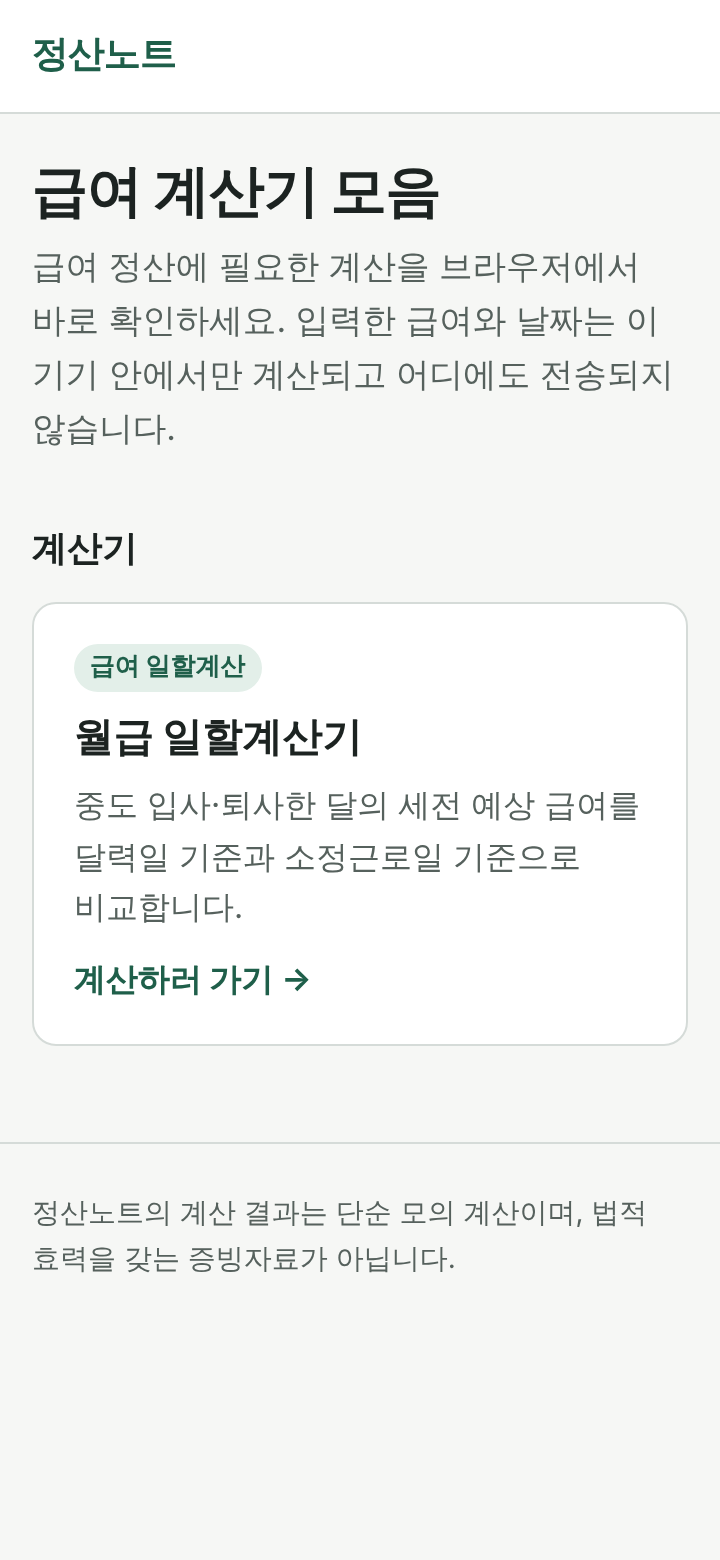 정산노트
급여 계산기 모음
급여 정산에 필요한 계산을 브라우저에서
바로 확인하세요. 입력한 급여와 날짜는 이
기기 안에서만 계산되고 어디에도 전송되지
않습니다.
계산기
급여 일할계산
월급 일할계산기
중도 입사·퇴사한 달의 세전 예상 급여를
달력일 기준과 소정근로일 기준으로
비교합니다.
계산하러 가기 →
정산노트의 계산 결과는 단순 모의 계산이며, 법적
효력을 갖는 증빙자료가 아닙니다.